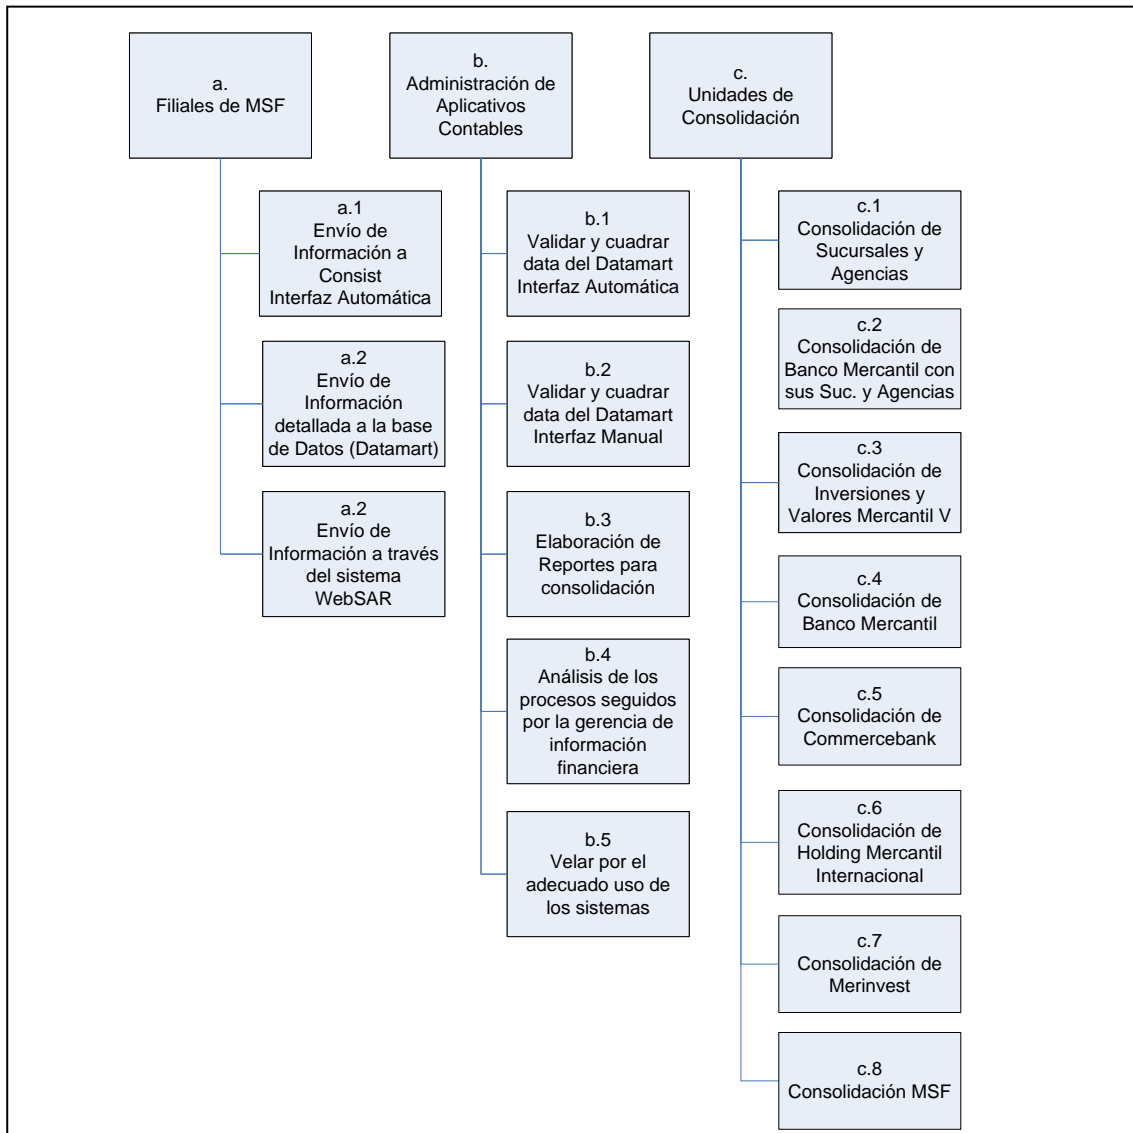 a.
Filiales de MSF
a.1
Envío de
Información a
Consist
Interfaz Automática
a.2
Envío de
Información
detallada a la base
de Datos (Datamart)
a.2
Envío de
Información a través
del sistema
WebSAR
b.
Administración de
Aplicativos
Contables
b.1
Validar y cuadrar
data del Datamart
Interfaz Automática
b.2
Validar y cuadrar
data del Datamart
Interfaz Manual
b.3
Elaboración de
Reportes para
consolidación
b.4
Análisis de los
procesos seguidos
por la gerencia de
información
financiera
b.5
Velar por el
adecuado uso de
los sistemas
c.
Unidades de
Consolidación
c.1
Consolidación de
Sucursales y
Agencias
c.2
Consolidación de
Banco Mercantil con
sus Suc. y Agencias
c.3
Consolidación de
Inversiones y
Valores Mercantil V
c.4
Consolidación de
Banco Mercantil
c.5
Consolidación de
Commercebank
c.6
Consolidación de
Holding Mercantil
Internacional
c.7
Consolidación de
Merinvest
c.8
Consolidación MSF